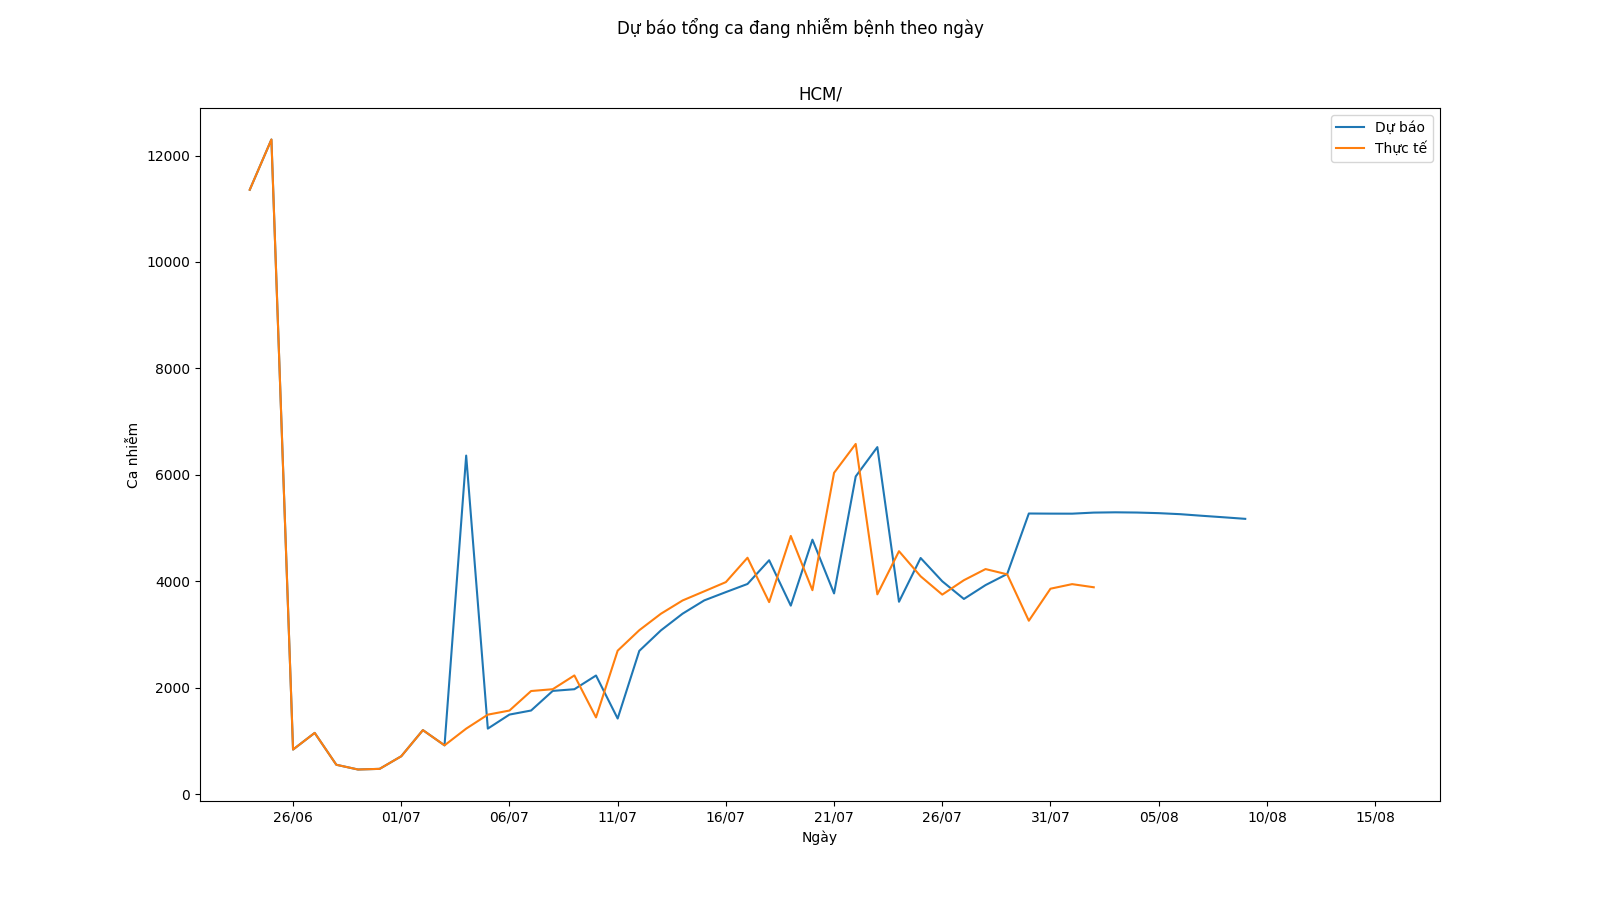 Dự báo tổng ca đang nhiễm bệnh theo ngày
HCM/
Dự báo
Thực tế
12000
10000
8000
6000
4000
2000
0
Ca nhiễm
26/06 01/07 06/07 11/07 16/07 21/07 26/07 31/07 05/08 10/08 15/08
Ngày